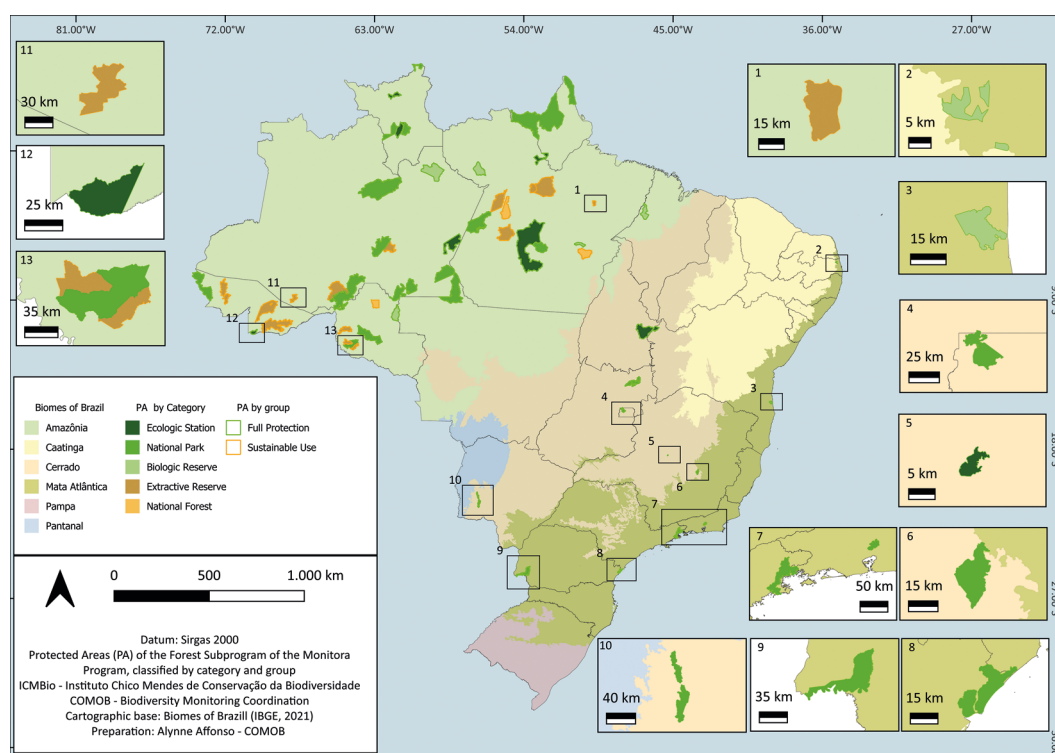 81.00°W 72.00°W 63.00°W 54.00°W 45.00°W 36.00°W 27.00°W
11
30 km
12
25 km
13
35 km
1
15 km
2
5 km
3
15 km
4
25 km
5
5 km
6
15 km
7
50 km
8
15 km
9
35 km
10
40 km
1
2
3
4
5
6
7
8
9
10
11
12
13
18.00°S
Biomes of Brazil
Amazônia
Caatinga
Cerrado
Mata Atlântica
Pampa
Pantanal
PA by Category
Ecologic Station
National Park
Biologic Reserve
Extractive Reserve
National Forest
PA by group
Full Protection
Sustainable Use
0 500 1.000 km
Datum: Sirgas 2000
Protected Areas (PA) of the Forest Subprogram of the Monitora
Program, classified by category and group
ICMBio - Instituto Chico Mendes de Conservação da Biodiversidade
COMOB - Biodiversity Monitoring Coordination
Cartographic base: Biomes of Brazill (IBGE, 2021)
Preparation: Alynne Affonso - COMOB